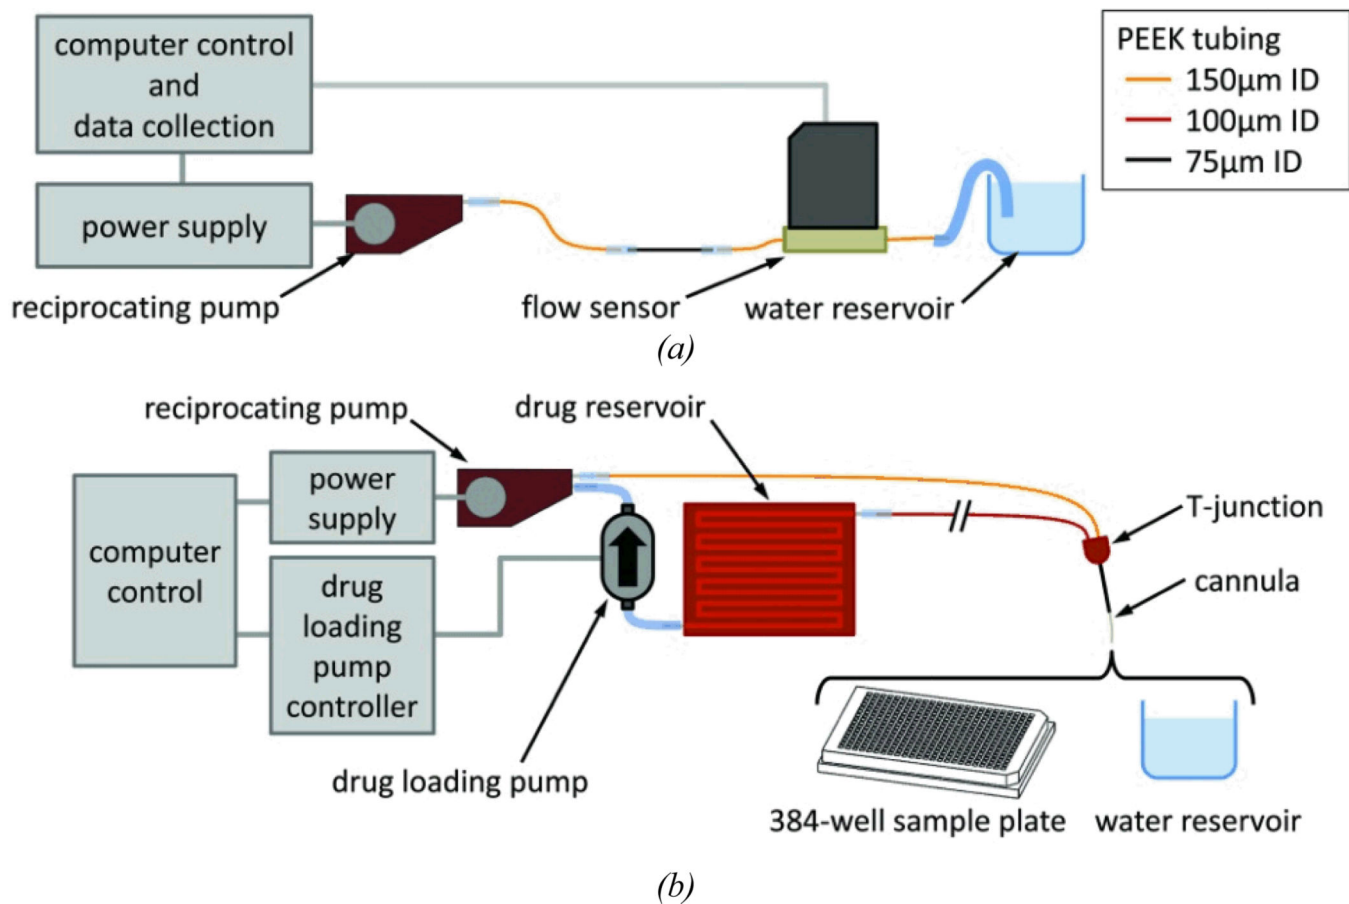 computer control
and
data collection
power supply
reciprocating pump
flow sensor
water reservoir
PEEK tubing
150µm ID
100µm ID
75µm ID
(a)
reciprocating pump
drug reservoir
power
supply
computer
control
drug
loading
pump
controller
T-junction
cannula
drug loading pump
384-well sample plate
water reservoir
(b)